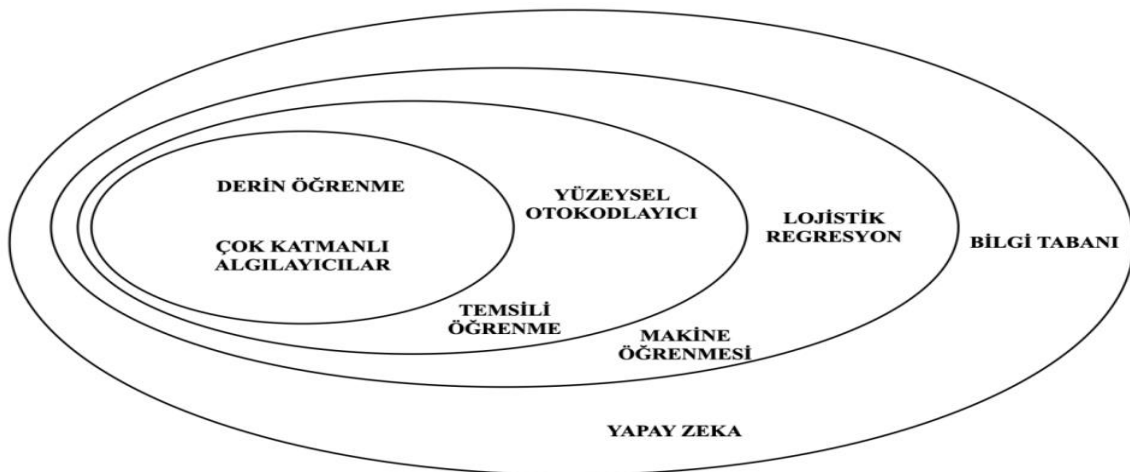 DERİN ÖĞRENME
ÇOK KATMANLI
ALGILAYICILAR
YÜZEYSEL
OTOKODLAYICI
TEMSİLİ
ÖĞRENME
LOJİSTİK
REGRESYON
MAKİNE
ÖĞRENMESİ
BİLGİ TABANI
YAPAY ZEKA